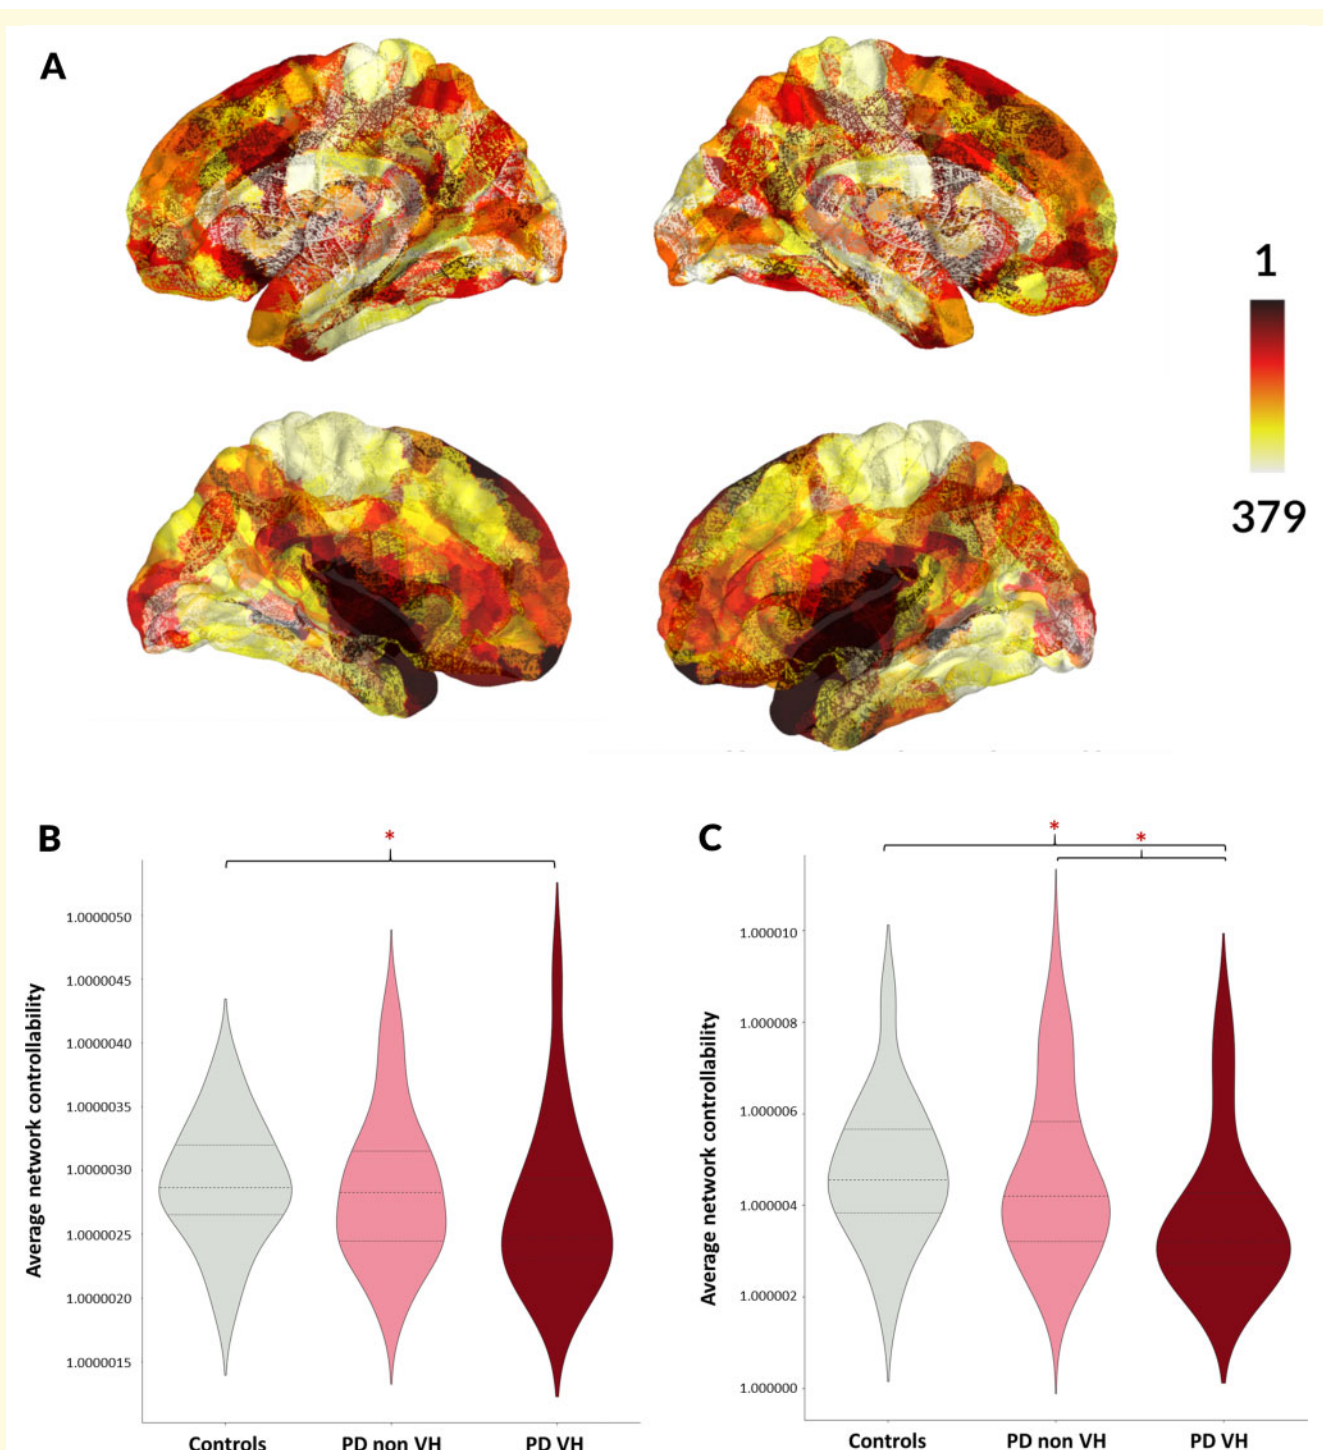 A
1
379
B
*
1.0000050
1.0000045
1.0000040
1.0000035
1.0000030
1.0000025
1.0000020
1.0000015
Average network controllability
Controls
PD non VH
PD VH
C
*
*
1.000010
1.000008
1.000006
1.000004
1.000002
1.000000
Average network controllability
Controls
PD non VH
PD VH